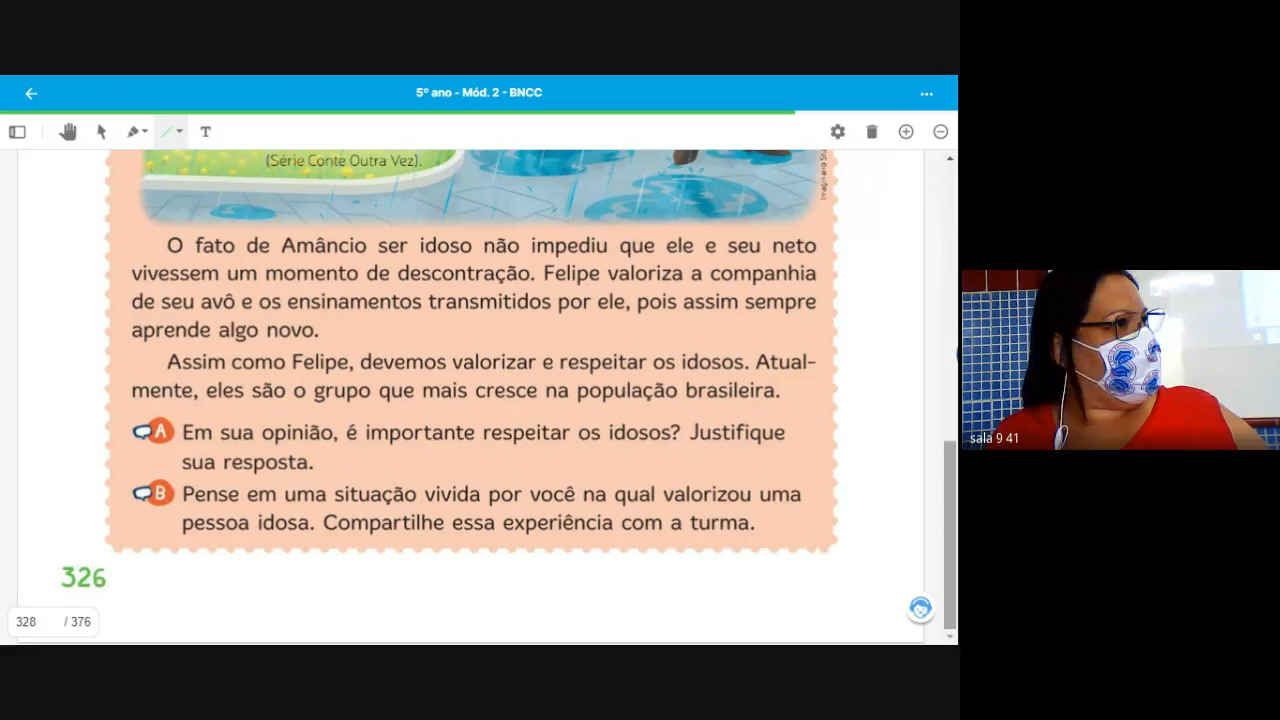 5º ano - Mód. 2 - BNCC
T
(Série Conte Outra Vez).
O fato de Amâncio ser idoso não impediu que ele e seu neto
vivessem um momento de descontração. Felipe valoriza a companhia
de seu avô e os ensinamentos transmitidos por ele, pois assim sempre
aprende algo novo.
Assim como Felipe, devemos valorizar e respeitar os idosos. Atual-
mente, eles são o grupo que mais cresce na população brasileira.
A Em sua opinião, é importante respeitar os idosos? Justifique
sua resposta.
B Pense em uma situação vivida por você na qual valorizou uma
pessoa idosa. Compartilhe essa experiência com a turma.
326
328 / 376
sala 9 41